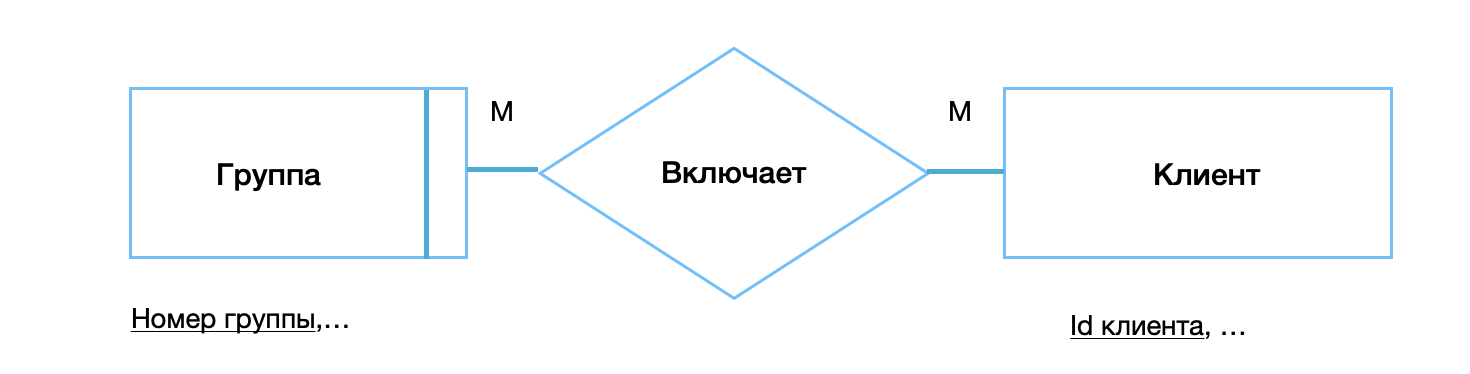 М
М
Группа
Включает
Клиент
Номер группы,…
Id клиента, …